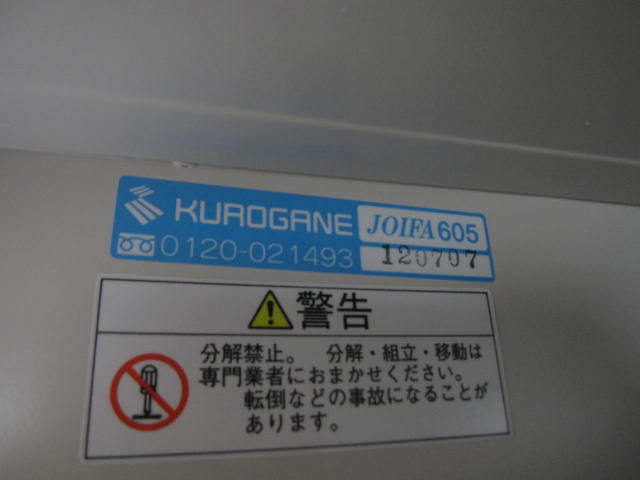 KUROGANE JOIFA605
0120-021493 120707
警告
分解禁止。 分解・組立・移動は
専門業者におまかせください。
転倒などの事故になることが
あります。